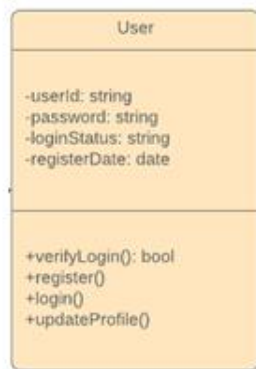 User
-userId: string
-password: string
-loginStatus: string
-registerDate: date
+verifyLogin(): bool
+register()
+login()
+updateProfile()